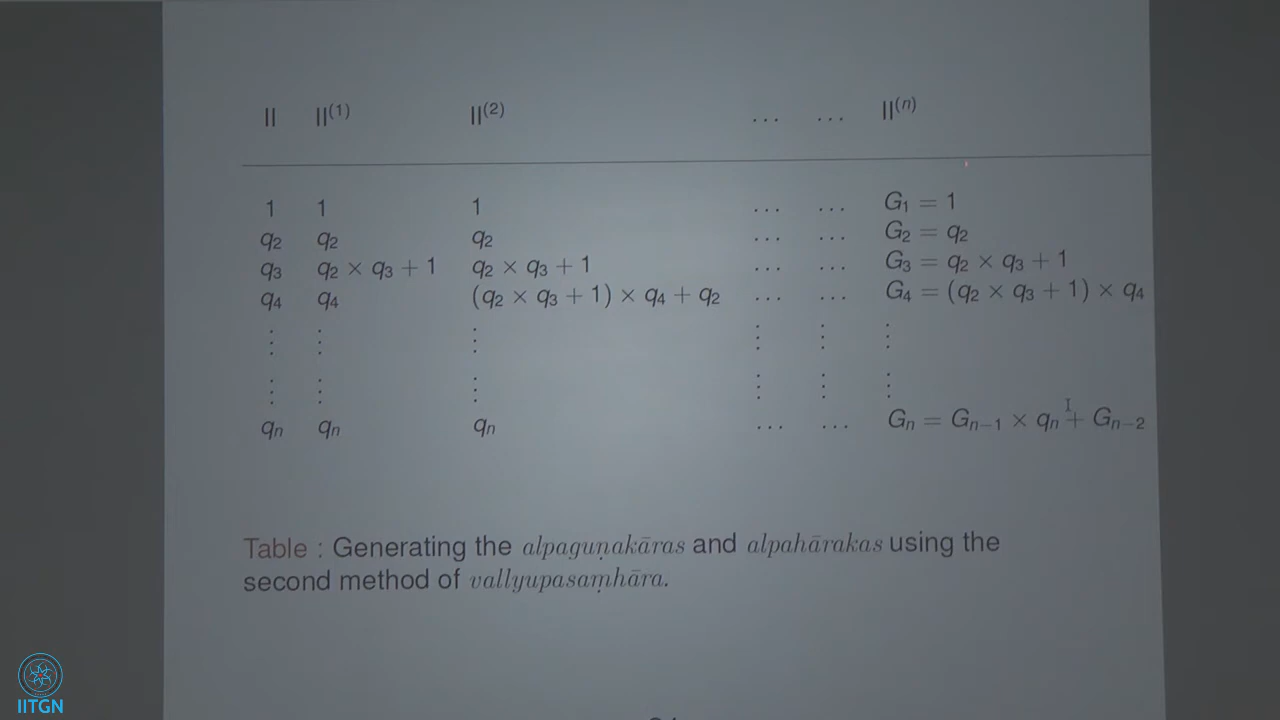 II II⁽¹⁾ II⁽²⁾ ... ... II⁽ⁿ⁾
1 1 1 ... ... G₁ = 1
q₂ q₂ q₂ ... ... G₂ = q₂
q₃ q₂ × q₃ + 1 q₂ × q₃ + 1 ... ... G₃ = q₂ × q₃ + 1
q₄ q₄ (q₂ × q₃ + 1) × q₄ + q₂ ... ... G₄ = (q₂ × q₃ + 1) × q₄
⋮ ⋮ ⋮ ⋮ ⋮ ⋮
⋮ ⋮ ⋮ ⋮ ⋮ ⋮
qₙ qₙ qₙ ... ... Gₙ = Gₙ₋₁ × qₙ + Gₙ₋₂
Table : Generating the alpaguṇakāras and alpahārakas using the
second method of vallyupasaṃhāra.
IITGN